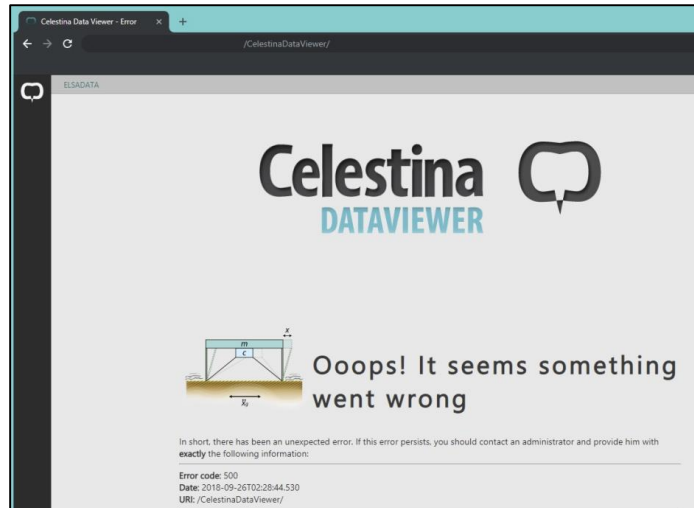 Celestina Data Viewer - Error
/CelestinaDataViewer/
ELSADATA
Celestina
DATAVIEWER
x
m
c
ẍg
Ooops! It seems something
went wrong
In short, there has been an unexpected error. If this error persists, you should contact an administrator and provide him with
exactly the following information:
Error code: 500
Date: 2018-09-26T02:28:44.530
URI: /CelestinaDataViewer/